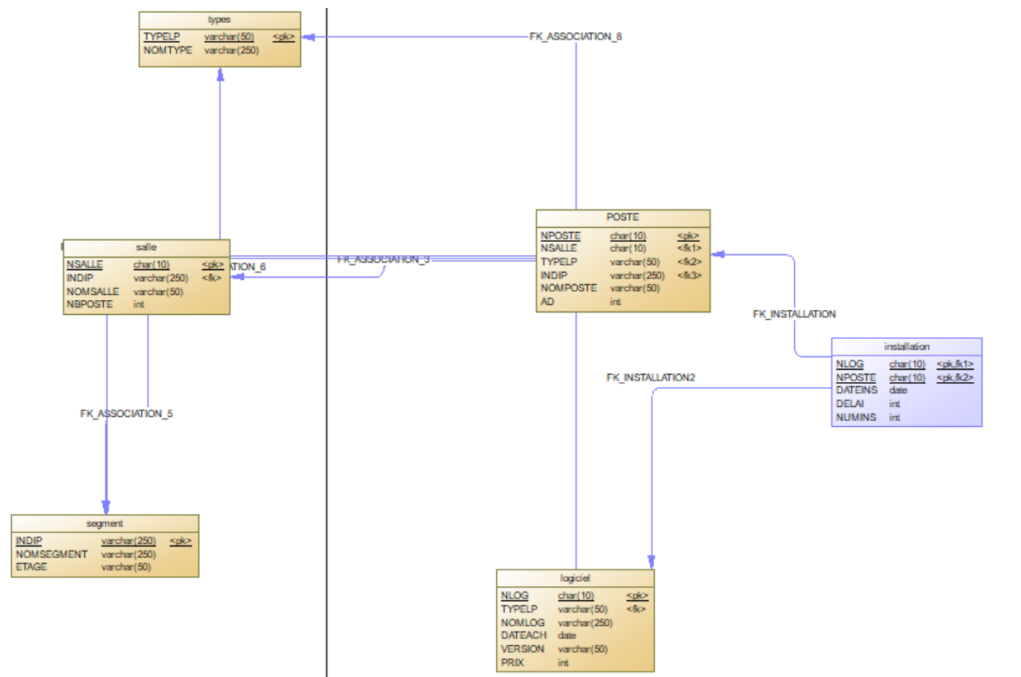 types
TYPELP varchar(50) <pk>
NOMTYPE varchar(250)
FK_ASSOCIATION_8
POSTE
NPOSTE char(10) <pk>
NSALLE char(10) <fk1>
TYPELP varchar(50) <fk2>
INDIP varchar(250) <fk3>
NOMPOSTE varchar(50)
AD int
salle
NSALLE char(10) <pk>
INDIP varchar(250) <fk>
NOMSALLE varchar(50)
NBPOSTE int
ATION_6
FK_ASSOCIATION_3
FK_INSTALLATION
installation
NLOG char(10) <pk,fk1>
NPOSTE char(10) <pk,fk2>
DATEINS date
DELAI int
NUMINS int
FK_INSTALLATION2
FK_ASSOCIATION_5
segment
INDIP varchar(250) <pk>
NOMSEGMENT varchar(250)
ETAGE varchar(50)
logiciel
NLOG char(10) <pk>
TYPELP varchar(50) <fk>
NOMLOG varchar(250)
DATEACH date
VERSION varchar(50)
PRIX int